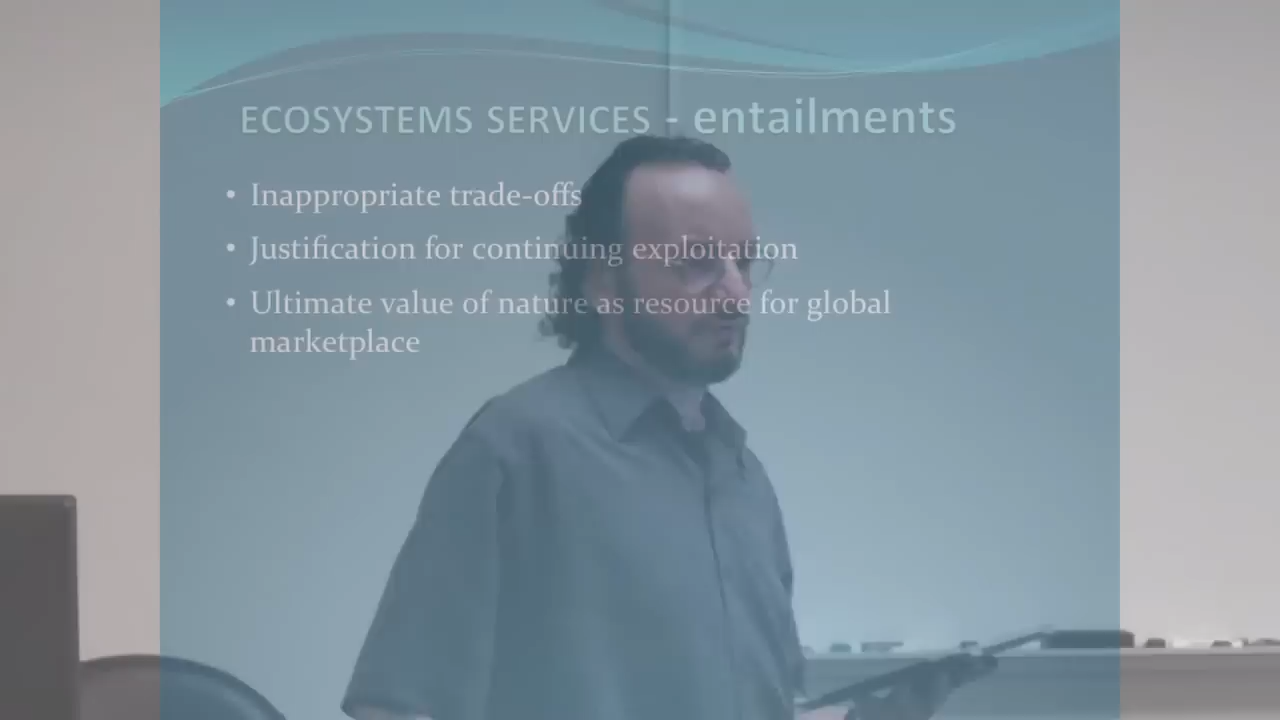 ECOSYSTEMS SERVICES - entailments
• Inappropriate trade-offs
• Justification for continuing exploitation
• Ultimate value of nature as resource for global
marketplace